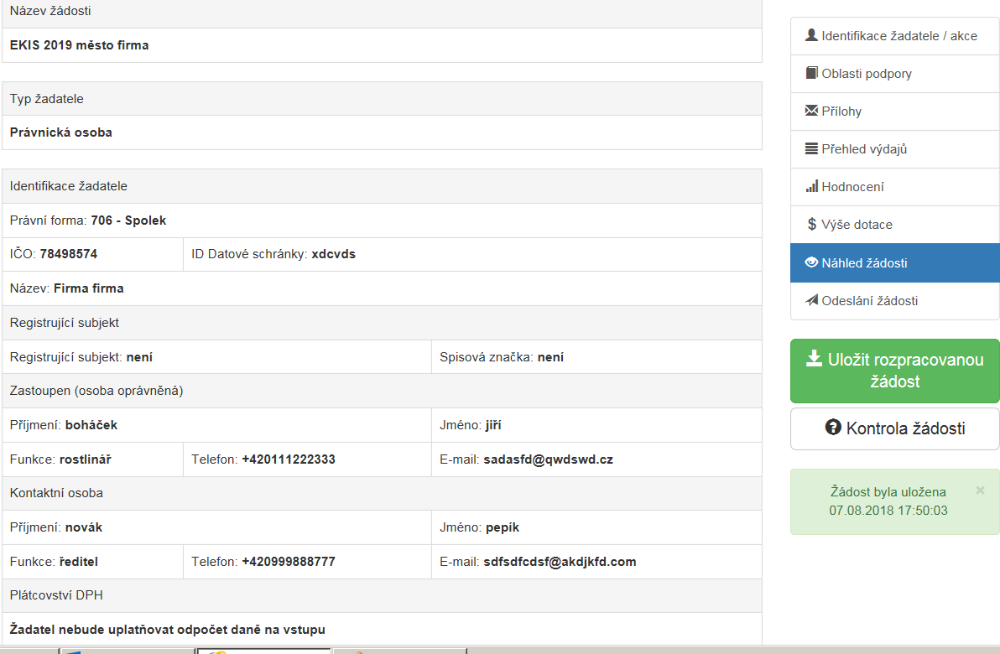 Název žádosti
EKIS 2019 město firma
Typ žadatele
Právnická osoba
Identifikace žadatele
Právní forma: 706 - Spolek
IČO: 78498574 ID Datové schránky: xdcvds
Název: Firma firma
Registrující subjekt
Registrující subjekt: není Spisová značka: není
Zastoupen (osoba oprávněná)
Příjmení: boháček Jméno: jiří
Funkce: rostlinář Telefon: +420111222333 E-mail: sadasfd@qwdswd.cz
Kontaktní osoba
Příjmení: novák Jméno: pepík
Funkce: ředitel Telefon: +420999888777 E-mail: sdfsdfcdsf@akdjkfd.com
Plátcovství DPH
Žadatel nebude uplatňovat odpočet daně na vstupu
Identifikace žadatele / akce
Oblasti podpory
Přílohy
Přehled výdajů
Hodnocení
$ Výše dotace
Náhled žádosti
Odeslání žádosti
Uložit rozpracovanou
žádost
Kontrola žádosti
Žádost byla uložena ×
07.08.2018 17:50:03